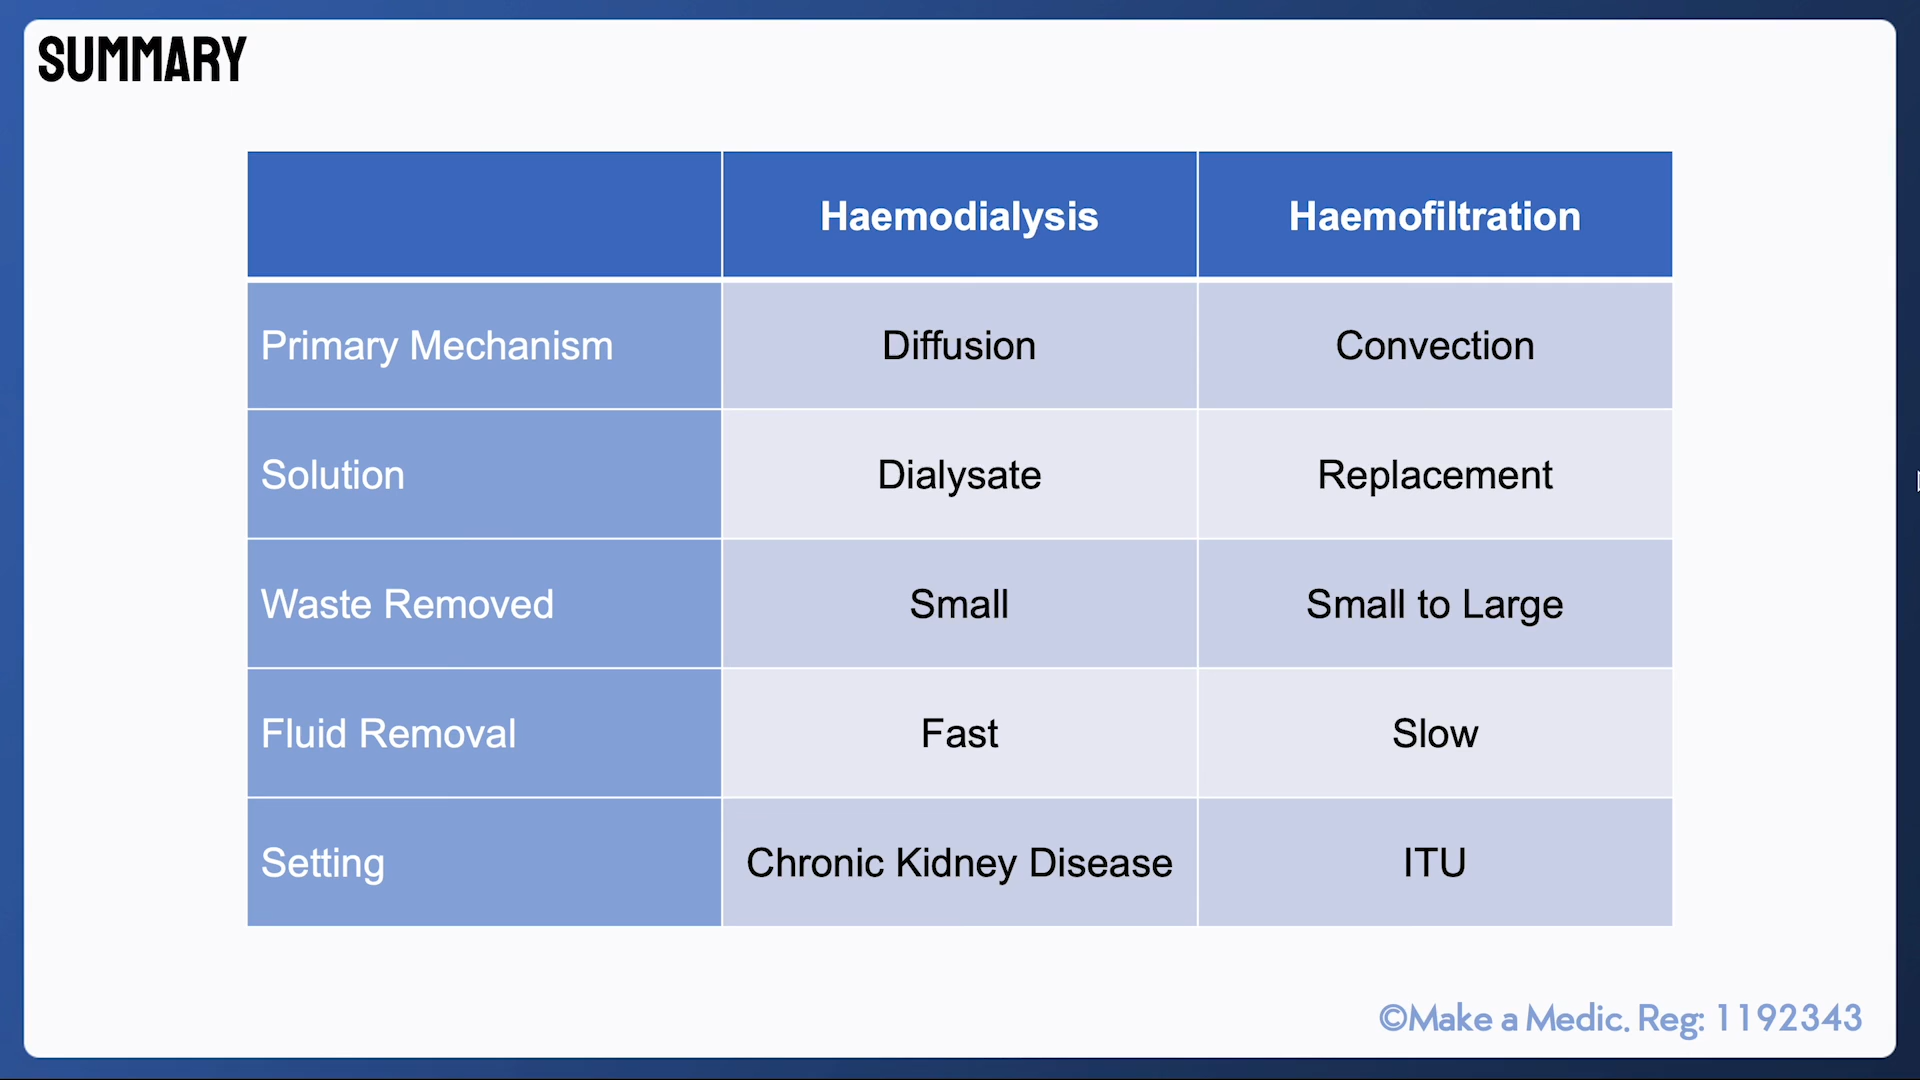 SUMMARY
Haemodialysis Haemofiltration
Primary Mechanism Diffusion Convection
Solution Dialysate Replacement
Waste Removed Small Small to Large
Fluid Removal Fast Slow
Setting Chronic Kidney Disease ITU
©Make a Medic. Reg: 1192343